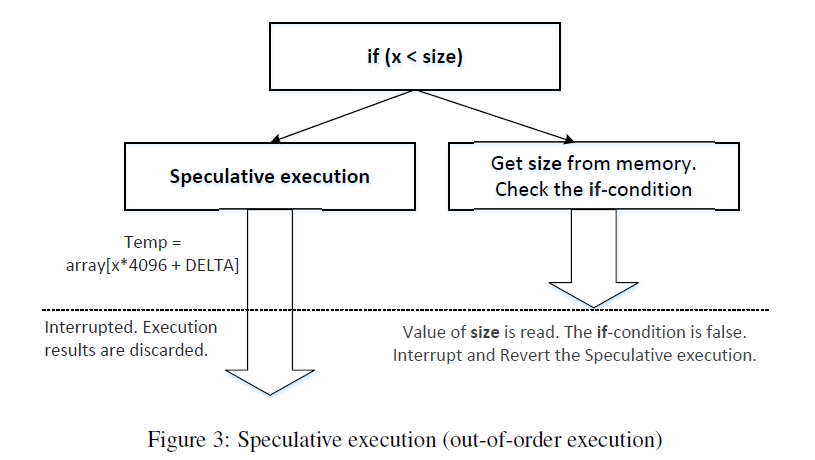 if (x < size)
Speculative execution
Get size from memory.
Check the if-condition
Temp =
array[x*4096 + DELTA]
Interrupted. Execution
results are discarded.
Value of size is read. The if-condition is false.
Interrupt and Revert the Speculative execution.
Figure 3: Speculative execution (out-of-order execution)